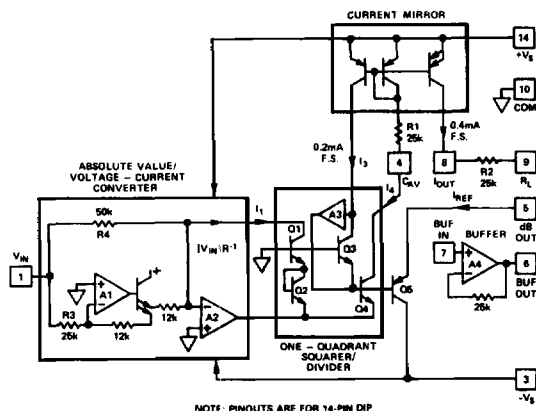 CURRENT MIRROR
14
+VS
10
COM
R1
25k
0.2mA
F.S.
0.4mA
F.S.
I3
4
CAV
I4
8
IOUT
R2
25k
9
RL
IREF
5
dB
OUT
ABSOLUTE VALUE/
VOLTAGE – CURRENT
CONVERTER
50k
R4
I1
|VIN| R-1
VIN
1
A1
R3
25k
12k
12k
A2
A3
Q1
Q2
Q3
Q4
Q5
BUF
IN
BUFFER
7
A4
6
BUF
OUT
25k
ONE – QUADRANT
SQUARER/
DIVIDER
3
-VS
NOTE: PINOUTS ARE FOR 14-PIN DIP